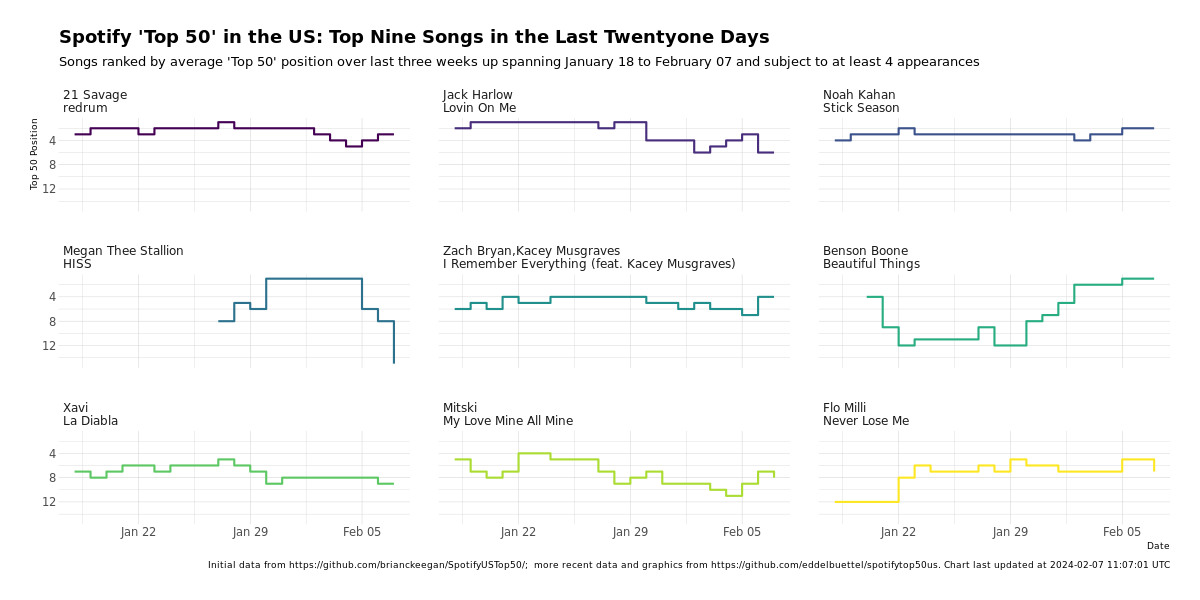 Spotify 'Top 50' in the US: Top Nine Songs in the Last Twentyone Days
Songs ranked by average 'Top 50' position over last three weeks up spanning January 18 to February 07 and subject to at least 4 appearances
21 Savage
redrum
Jack Harlow
Lovin On Me
Noah Kahan
Stick Season
Top 50 Position
4
8
12
Megan Thee Stallion
HISS
Zach Bryan,Kacey Musgraves
I Remember Everything (feat. Kacey Musgraves)
Benson Boone
Beautiful Things
4
8
12
Xavi
La Diabla
Mitski
My Love Mine All Mine
Flo Milli
Never Lose Me
4
8
12
Jan 22
Jan 29
Feb 05
Jan 22
Jan 29
Feb 05
Jan 22
Jan 29
Feb 05
Date
Initial data from https://github.com/brianckeegan/SpotifyUSTop50/;  more recent data and graphics from https://github.com/eddelbuettel/spotifytop50us. Chart last updated at 2024-02-07 11:07:01 UTC